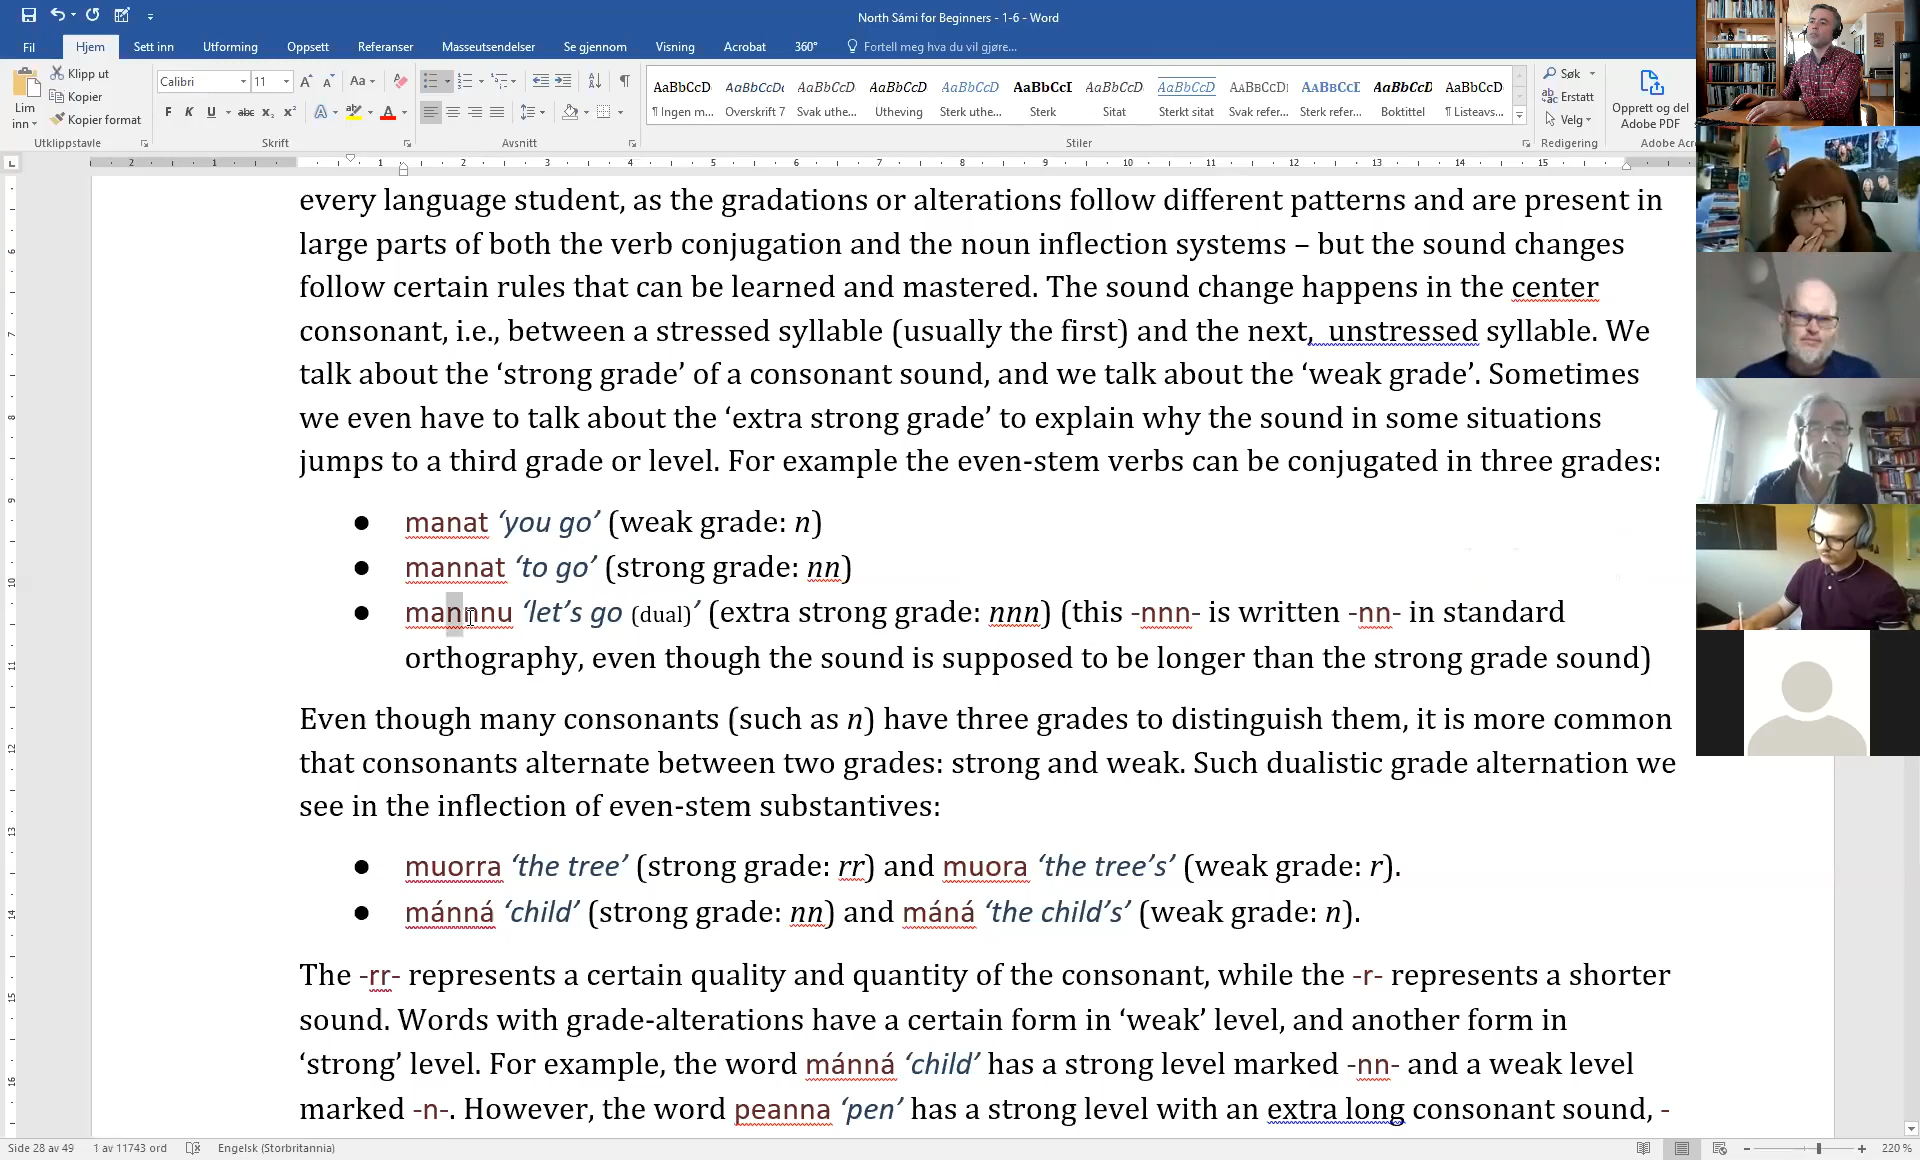 North Sámi for Beginners - 1-6 - Word
Fil Hjem Sett inn Utforming Oppsett Referanser Masseutsendelser Se gjennom Visning Acrobat 360° Fortell meg hva du vil gjøre...
Lim inn
Klipp ut
Kopier
Kopier format
Calibri 11
AaBbCcD AaBbCcDc AaBbCcD AaBbCcD AaBbCcD AaBbCcI AaBbCcD AaBbCcD AABBCCD AABBCCI AaBbCcD AaBbCcD
¶ Ingen m... Overskrift 7 Svak uthe... Utheving Sterk uthe... Sterk Sitat Sterkt sitat Svak refer... Sterk refer... Boktittel ¶ Listeavs...
Søk
Erstatt
Velg
Opprett og del
Adobe PDF
Utklippstavle Skrift Avsnitt Stiler Redigering Adobe Acr
every language student, as the gradations or alterations follow different patterns and are present in
large parts of both the verb conjugation and the noun inflection systems – but the sound changes
follow certain rules that can be learned and mastered. The sound change happens in the center
consonant, i.e., between a stressed syllable (usually the first) and the next, unstressed syllable. We
talk about the ‘strong grade’ of a consonant sound, and we talk about the ‘weak grade’. Sometimes
we even have to talk about the ‘extra strong grade’ to explain why the sound in some situations
jumps to a third grade or level. For example the even-stem verbs can be conjugated in three grades:
● manat ‘you go’ (weak grade: n)
● mannat ‘to go’ (strong grade: nn)
● mannnu ‘let’s go (dual)’ (extra strong grade: nnn) (this -nnn- is written -nn- in standard
orthography, even though the sound is supposed to be longer than the strong grade sound)
Even though many consonants (such as n) have three grades to distinguish them, it is more common
that consonants alternate between two grades: strong and weak. Such dualistic grade alternation we
see in the inflection of even-stem substantives:
● muorra ‘the tree’ (strong grade: rr) and muora ‘the tree’s’ (weak grade: r).
● mánná ‘child’ (strong grade: nn) and máná ‘the child’s’ (weak grade: n).
The -rr- represents a certain quality and quantity of the consonant, while the -r- represents a shorter
sound. Words with grade-alterations have a certain form in ‘weak’ level, and another form in
‘strong’ level. For example, the word mánná ‘child’ has a strong level marked -nn- and a weak level
marked -n-. However, the word peanna ‘pen’ has a strong level with an extra long consonant sound, -
Side 28 av 49 1 av 11743 ord Engelsk (Storbritannia) 220 %